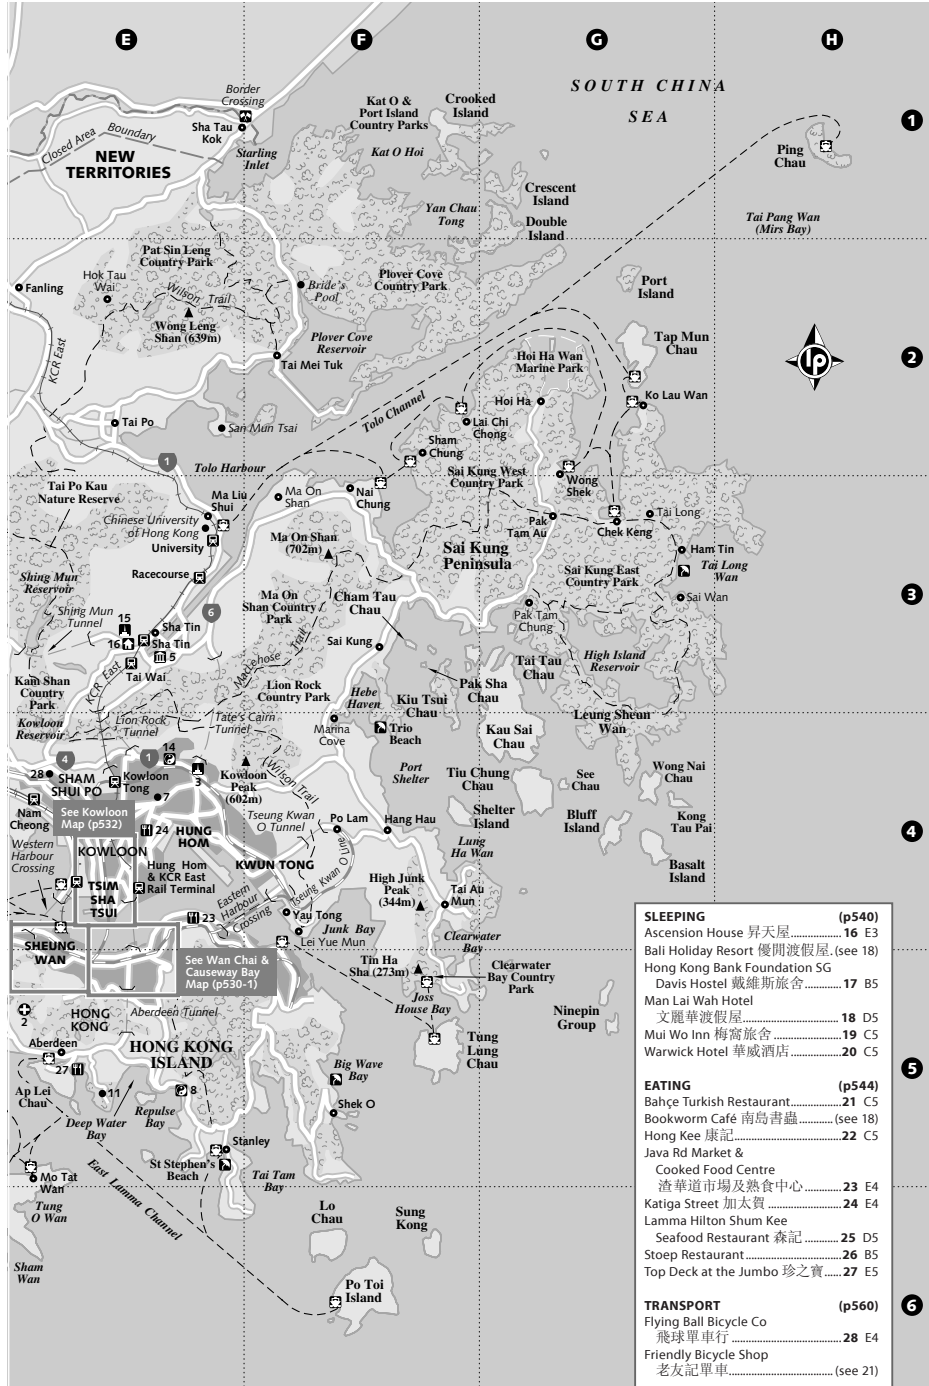 E
F
G
H
SOUTH CHINA
SEA
Border
Crossing
Sha Tau
Kok
Closed Area Boundary
NEW
TERRITORIES
Starling
Inlet
Kat O &
Port Island
Country Parks
Kat O Hoi
Crooked
Island
1
Ping
Chau
Crescent
Island
Yan Chau
Tong
Double
Island
Tai Pang Wan
(Mirs Bay)
Pat Sin Leng
Country Park
Fanling
Hok Tau
Wai
Wilson Trail
Bride's
Pool
Plover Cove
Country Park
Port
Island
Wong Leng
Shan (639m)
Plover Cove
Reservoir
KCR East
Tai Mei Tuk
Tap Mun
Chau
Hoi Ha Wan
Marine Park
lp
2
Hoi Ha
Ko Lau Wan
Tolo Channel
Tai Po
San Mun Tsai
Lai Chi
Chong
Sham
Chung
1
Tolo Harbour
Sai Kung West
Country Park
Wong
Shek
Tai Po Kau
Nature Reserve
Ma Liu
Shui
Ma On
Shan
Nai
Chung
Chinese University
of Hong Kong
University
Ma On Shan
(702m)
Pak
Tam Au
Chek Keng
Tai Long
Sai Kung
Peninsula
Ham Tin
Tai Long
Wan
Sai Kung East
Country Park
Shing Mun
Reservoir
Racecourse
Ma On
Shan Country
Park
Cham Tau
Chau
Sai Wan
3
Shing Mun
Tunnel
15
6
Pak Tam
Chung
Sha Tin
16
Sha Tin
5
Tai Wai
MacLehose Trail
Sai Kung
High Island
Reservoir
Tai Tau
Chau
Kam Shan
Country
Park
KCR East
Lion Rock
Country Park
Hebe
Haven
Pak Sha
Chau
Kiu Tsui
Chau
Leung Sheun
Wan
Kowloon
Reservoir
Lion Rock
Tunnel
Tate's Cairn
Tunnel
Marina
Cove
Trio
Beach
Kau Sai
Chau
4
1
14
28
SHAM
SHUI PO
Kowloon
Tong
3
Kowloon
Peak
(602m)
Wilson Trail
Port
Shelter
Tiu Chung
Chau
See
Chau
Wong Nai
Chau
7
Nam
Cheong
See Kowloon
Map (p532)
24
HUNG
HOM
Tseung Kwan
O Tunnel
Po Lam
Hang Hau
Shelter
Island
Bluff
Island
Kong
Tau Pai
4
Western
Harbour
Crossing
KOWLOON
KWUN TONG
Lung
Ha Wan
Basalt
Island
Hung Hom
& KCR East
Rail Terminal
Tseung Kwan O Line
High Junk
Peak
(344m)
Tai Au
Mun
TSIM
SHA
TSUI
Eastern
Harbour
Crossing
23
Yau Tong
Junk Bay
Lei Yue Mun
Clearwater
Bay
SHEUNG
WAN
See Wan Chai &
Causeway Bay
Map (p530-1)
Tin Ha
Sha (273m)
Clearwater
Bay Country
Park
Joss
House Bay
2
HONG
KONG
Aberdeen Tunnel
Ninepin
Group
Aberdeen
HONG KONG
ISLAND
Tung
Lung
Chau
27
Big Wave
Bay
5
Ap Lei
Chau
11
8
Deep Water
Bay
Repulse
Bay
Shek O
Stanley
St Stephen's
Beach
Tai Tam
Bay
Mo Tat
Wan
East Lamma Channel
Tung
O Wan
Lo
Chau
Sung
Kong
Sham
Wan
Po Toi
Island
6
SLEEPING (p540)
Ascension House 昇天屋 16 E3
Bali Holiday Resort 優閒渡假屋.(see 18)
Hong Kong Bank Foundation SG
Davis Hostel 戴維斯旅舍 17 B5
Man Lai Wah Hotel
文麗華渡假屋 18 D5
Mui Wo Inn 梅窩旅舍 19 C5
Warwick Hotel 華威酒店 20 C5
EATING (p544)
Bahçe Turkish Restaurant 21 C5
Bookworm Café 南島書蟲 (see 18)
Hong Kee 康記 22 C5
Java Rd Market &
Cooked Food Centre
渣華道市場及熟食中心 23 E4
Katiga Street 加太賀 24 E4
Lamma Hilton Shum Kee
Seafood Restaurant 森記 25 D5
Stoep Restaurant 26 B5
Top Deck at the Jumbo 珍之寶 27 E5
TRANSPORT (p560)
Flying Ball Bicycle Co
飛球單車行 28 E4
Friendly Bicycle Shop
老友記單車 (see 21)